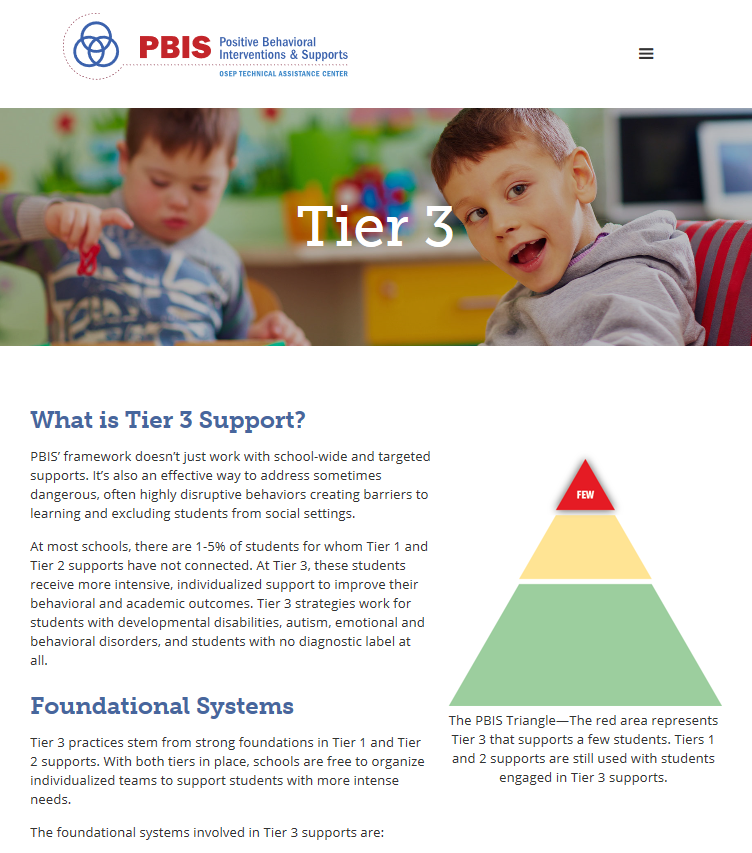 PBIS Positive Behavioral
Interventions & Supports
OSEP TECHNICAL ASSISTANCE CENTER
Tier 3
What is Tier 3 Support?
PBIS’ framework doesn’t just work with school-wide and targeted
supports. It’s also an effective way to address sometimes
dangerous, often highly disruptive behaviors creating barriers to
learning and excluding students from social settings.
At most schools, there are 1-5% of students for whom Tier 1 and
Tier 2 supports have not connected. At Tier 3, these students
receive more intensive, individualized support to improve their
behavioral and academic outcomes. Tier 3 strategies work for
students with developmental disabilities, autism, emotional and
behavioral disorders, and students with no diagnostic label at
all.
Foundational Systems
Tier 3 practices stem from strong foundations in Tier 1 and Tier
2 supports. With both tiers in place, schools are free to organize
individualized teams to support students with more intense
needs.
The foundational systems involved in Tier 3 supports are:
FEW
The PBIS Triangle—The red area represents
Tier 3 that supports a few students. Tiers 1
and 2 supports are still used with students
engaged in Tier 3 supports.